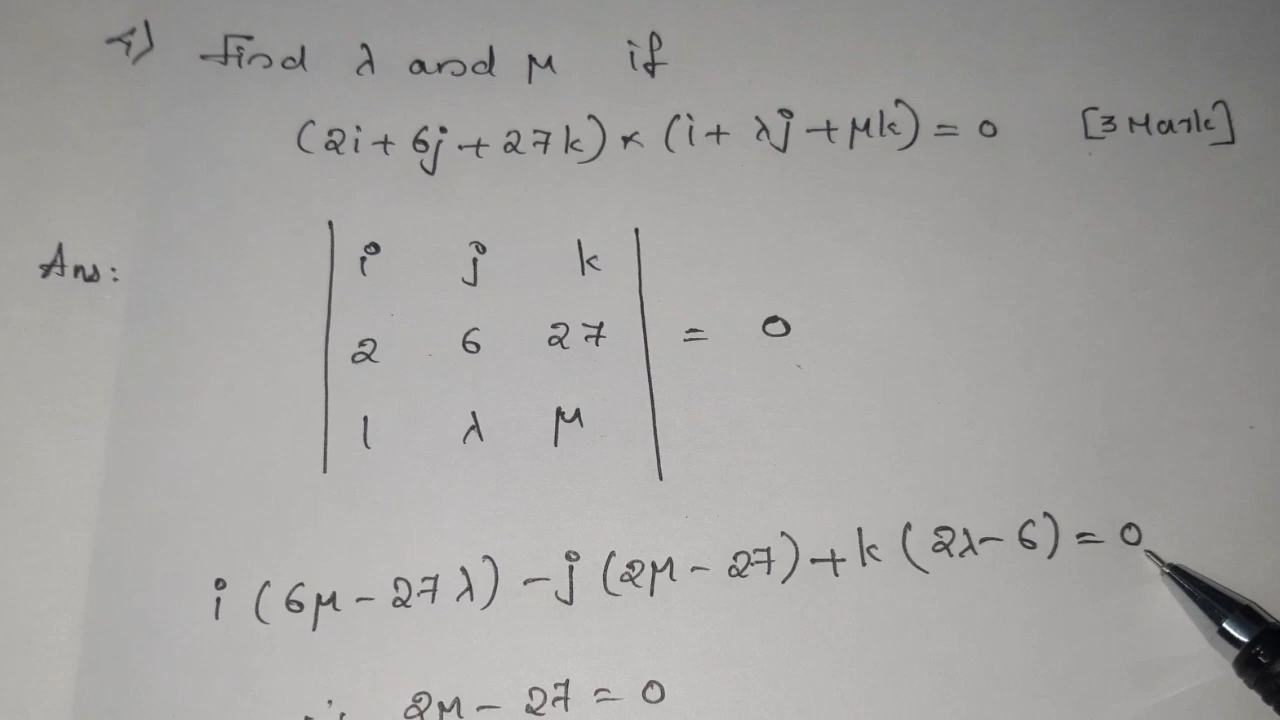 4) Find λ and μ if
(2i + 6j + 27k) × (i + λj + μk) = 0 [3 Mark]
Ans:
i j k
2 6 27 = 0
1 λ μ
i (6μ - 27λ) - j (2μ - 27) + k (2λ - 6) = 0
∴ 2μ - 27 = 0